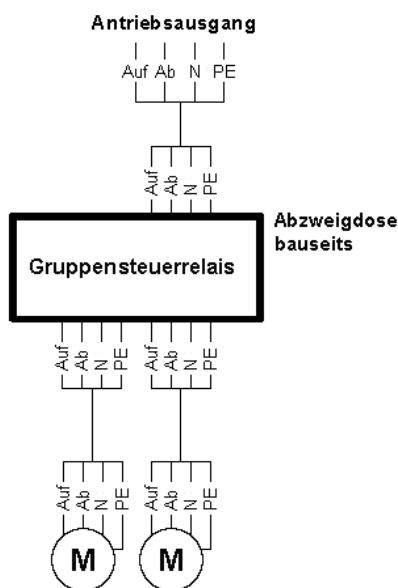 Antriebsausgang
Auf Ab N PE
Auf Ab N PE
Abzweigdose
bauseits
Gruppensteuerrelais
Auf Ab N PE Auf Ab N PE
Auf Ab N PE Auf Ab N PE
M M